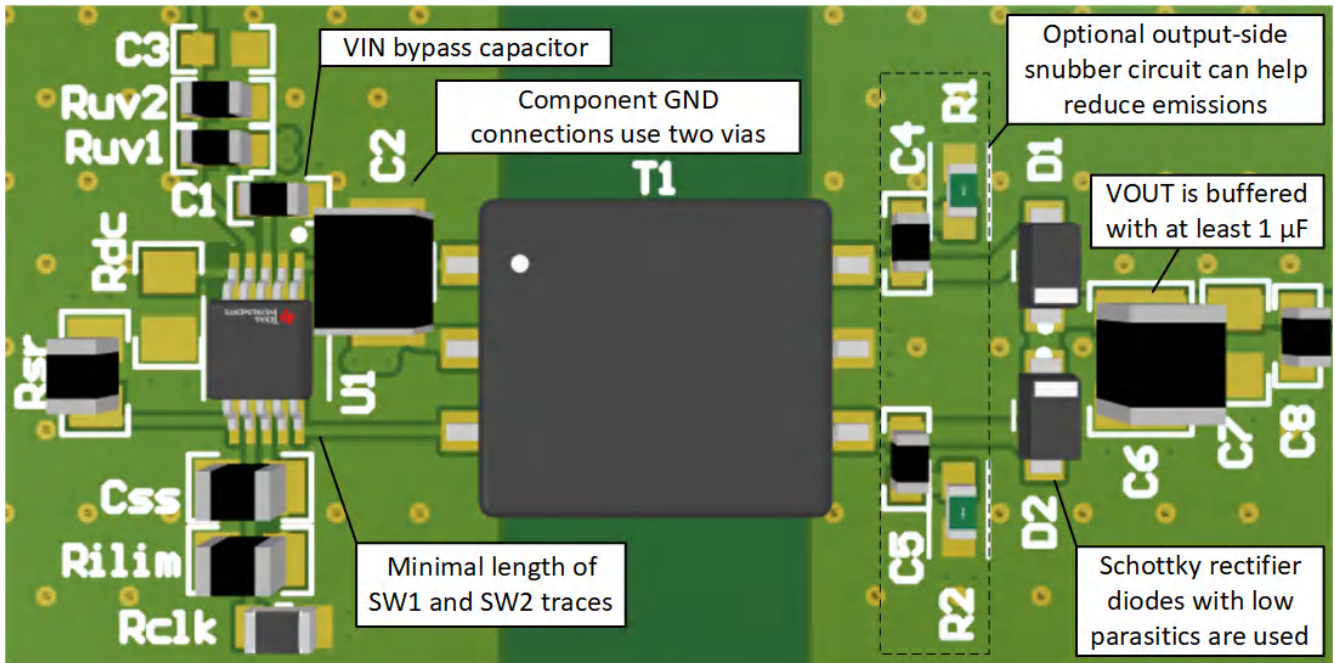 C3
VIN bypass capacitor
Optional output-side
snubber circuit can help
reduce emissions
Ruv2
Component GND
connections use two vias
R1
Ruv1
C2
C4
D1
T1
C1
VOUT is buffered
with at least 1 µF
Rdc
TEXAS
INSTRUMENTS
Rsr
U1
C6
C7
C8
Css
D2
C5
Rilim
Minimal length of
SW1 and SW2 traces
Schottky rectifier
diodes with low
parasitics are used
R2
Rclk